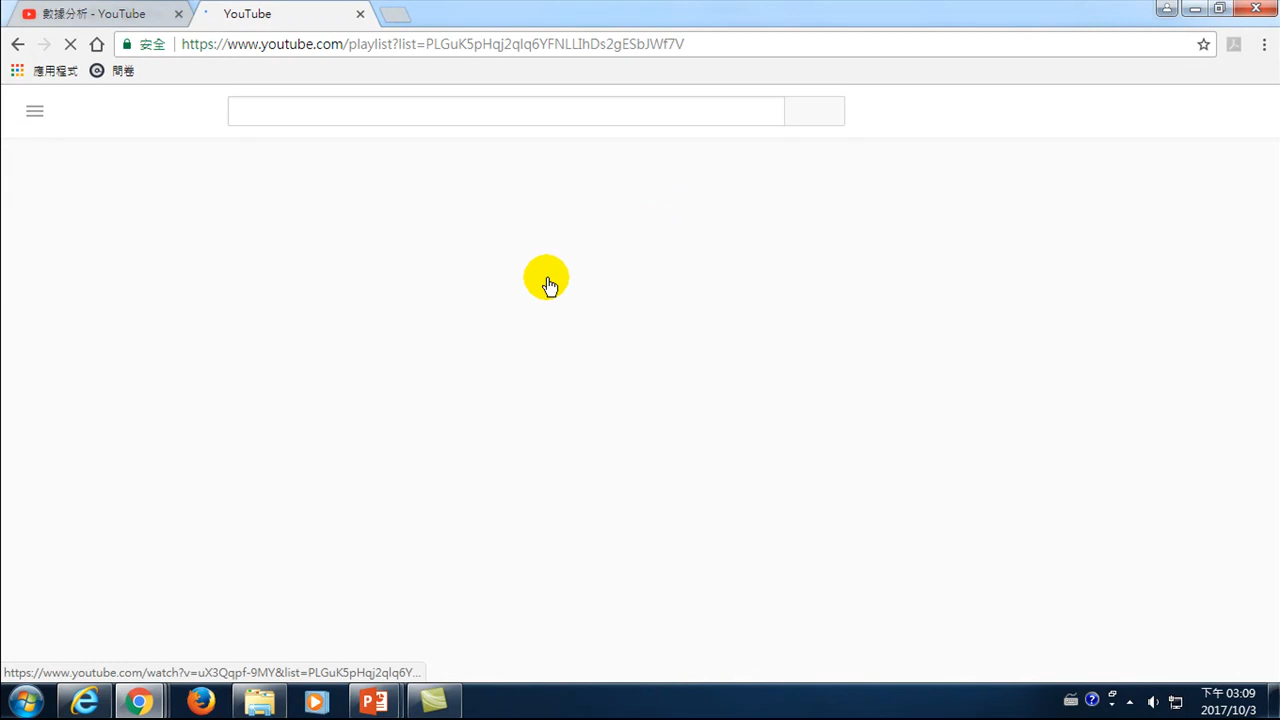 數據分析 - YouTube
YouTube
安全
https://www.youtube.com/playlist?list=PLGuK5pHqj2qlq6YFNLLIhDs2gESbJWf7V
應用程式
問卷
https://www.youtube.com/watch?v=uX3Qqpf-9MY&list=PLGuK5pHqj2qlq6Y...
下午 03:09
2017/10/3